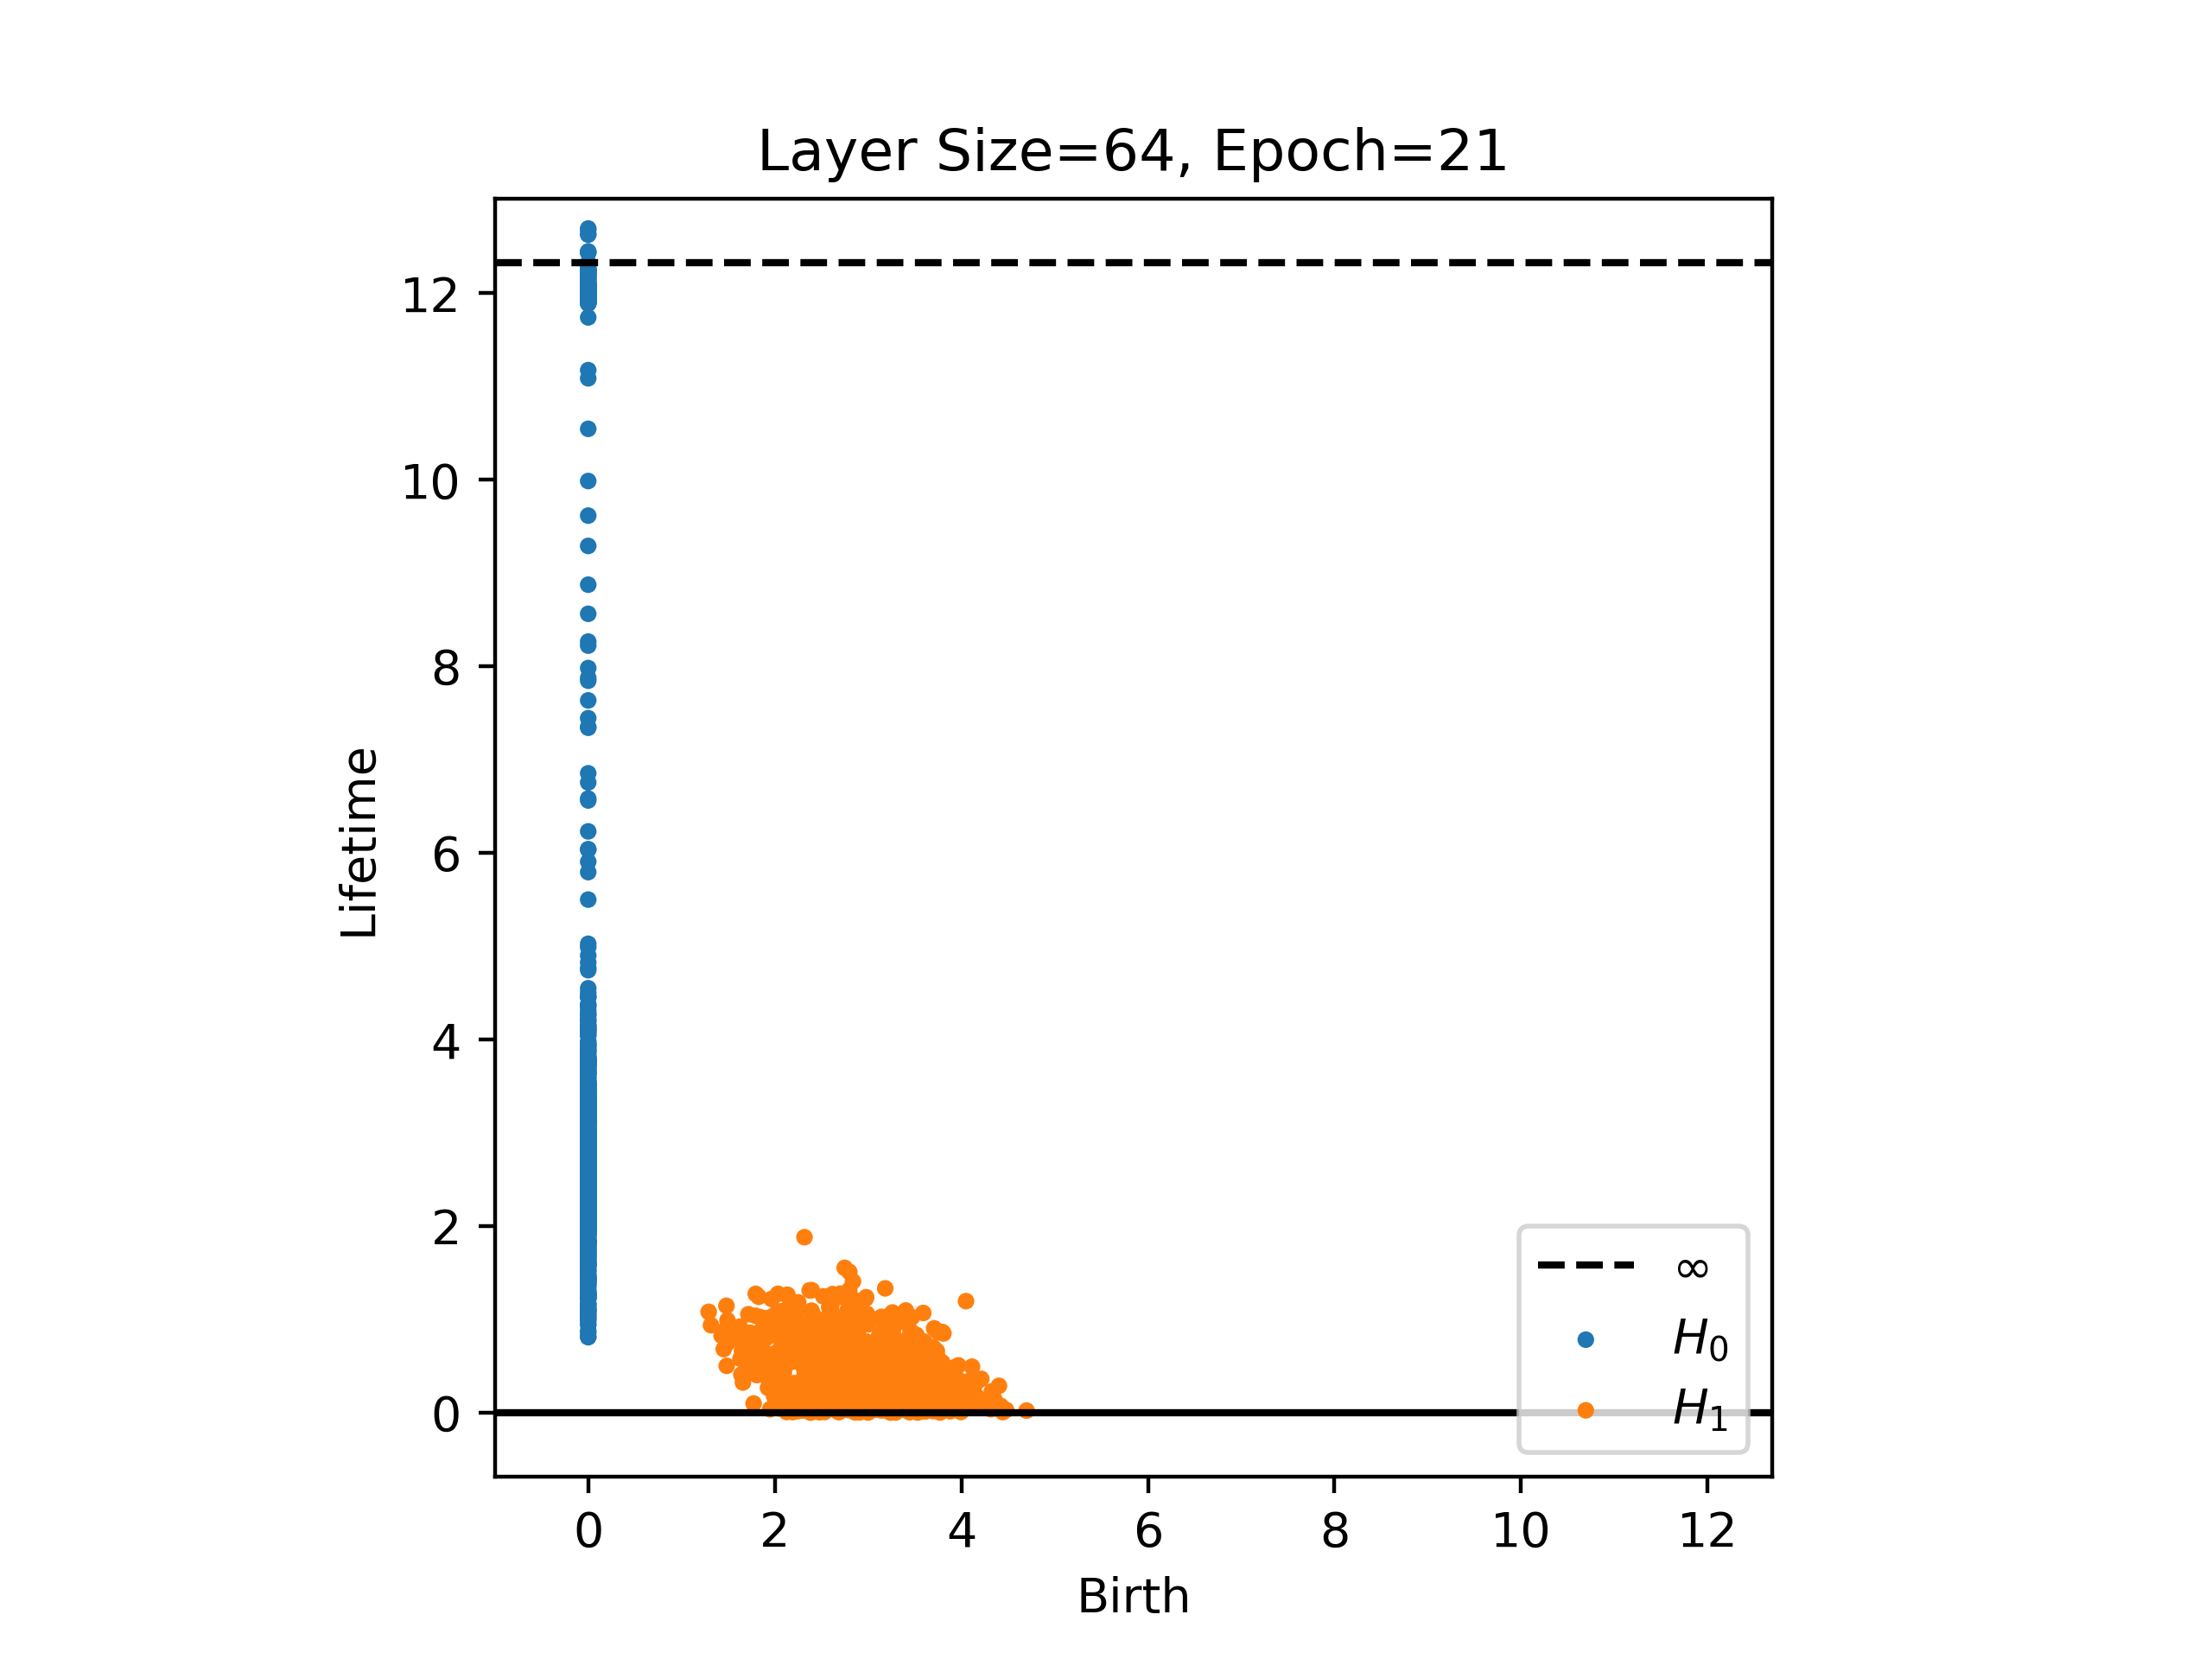 Layer Size=64, Epoch=21
Lifetime
12
10
8
6
4
2
0
∞
H₀
H₁
0 2 4 6 8 10 12
Birth